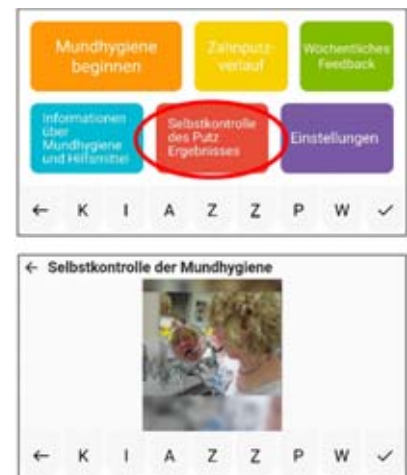 Mundhygiene
beginnen
Zahnputz-
verlauf
Wöchentliches
Feedback
Informationen
über
Mundhygiene
und Hilfsmittel
Selbstkontrolle
des Putz
Ergebnisses
Einstellungen
← K I A Z Z P W ✓
← Selbstkontrolle der Mundhygiene
← K I A Z Z P W ✓